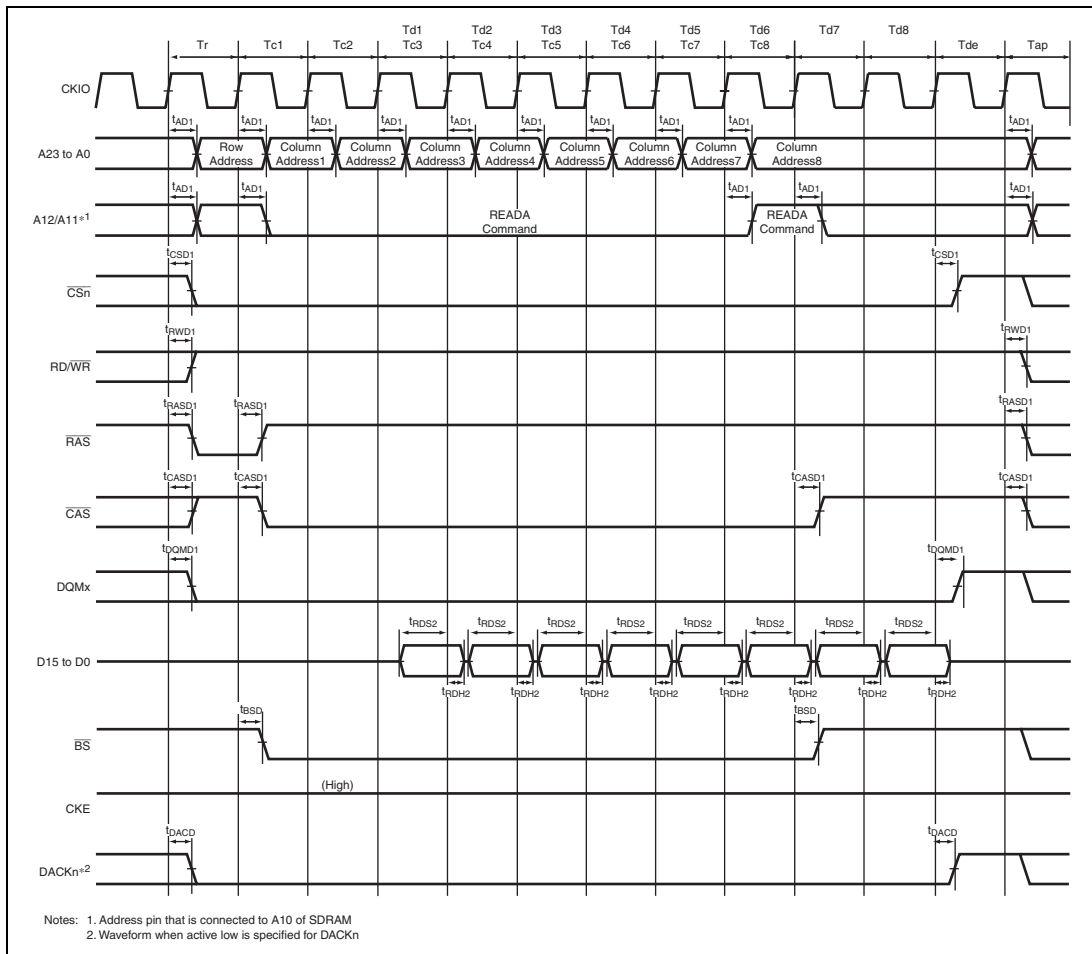 Td1 Td2 Td3 Td4 Td5 Td6
Tr Tc1 Tc2 Tc3 Tc4 Tc5 Tc6 Tc7 Tc8 Td7 Td8 Tde Tap
CKIO
tAD1 tAD1 tAD1 tAD1 tAD1 tAD1 tAD1 tAD1 tAD1 tAD1
A23 to A0
Row Address
Column Address1
Column Address2
Column Address3
Column Address4
Column Address5
Column Address6
Column Address7
Column Address8
tAD1 tAD1 tAD1 tAD1 tAD1
A12/A11*1
READA Command
READA Command
tCSD1 tCSD1
CSn
tRWD1 tRWD1
RD/WR
tRASD1 tRASD1 tRASD1
RAS
tCASD1 tCASD1 tCASD1 tCASD1
CAS
tDQMD1 tDQMD1
DQMx
tRDS2 tRDS2 tRDS2 tRDS2 tRDS2 tRDS2 tRDS2 tRDS2
D15 to D0
tRDH2 tRDH2 tRDH2 tRDH2 tRDH2 tRDH2 tRDH2 tRDH2
tBSD tBSD
BS
(High)
CKE
tDACD tDACD
DACKn*2
Notes: 1. Address pin that is connected to A10 of SDRAM
2. Waveform when active low is specified for DACKn